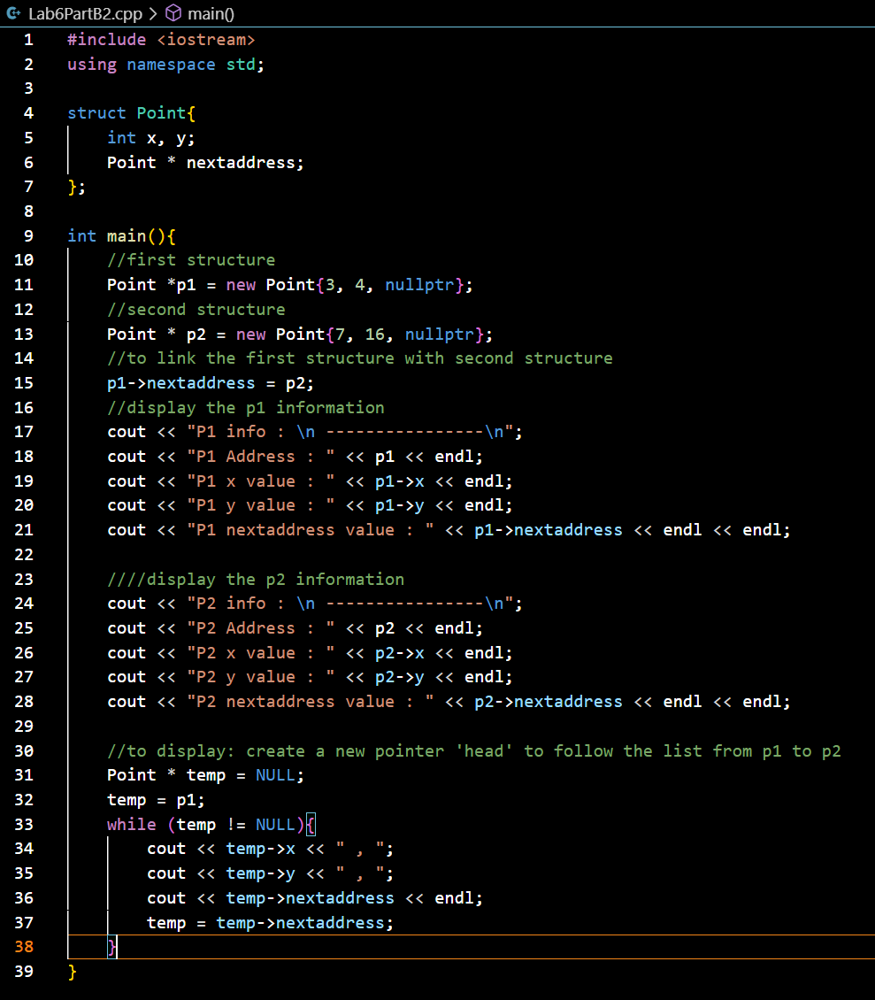 Lab6PartB2.cpp > main()
1 #include <iostream>
2 using namespace std;
3
4 struct Point{
5     int x, y;
6     Point * nextaddress;
7 };
8
9 int main(){
10     //first structure
11     Point *p1 = new Point{3, 4, nullptr};
12     //second structure
13     Point * p2 = new Point{7, 16, nullptr};
14     //to link the first structure with second structure
15     p1->nextaddress = p2;
16     //display the p1 information
17     cout << "P1 info : \n ----------------\n";
18     cout << "P1 Address : " << p1 << endl;
19     cout << "P1 x value : " << p1->x << endl;
20     cout << "P1 y value : " << p1->y << endl;
21     cout << "P1 nextaddress value : " << p1->nextaddress << endl << endl;
22
23     ////display the p2 information
24     cout << "P2 info : \n ----------------\n";
25     cout << "P2 Address : " << p2 << endl;
26     cout << "P2 x value : " << p2->x << endl;
27     cout << "P2 y value : " << p2->y << endl;
28     cout << "P2 nextaddress value : " << p2->nextaddress << endl << endl;
29
30     //to display: create a new pointer 'head' to follow the list from p1 to p2
31     Point * temp = NULL;
32     temp = p1;
33     while (temp != NULL){
34         cout << temp->x << " , ";
35         cout << temp->y << " , ";
36         cout << temp->nextaddress << endl;
37         temp = temp->nextaddress;
38     }
39 }